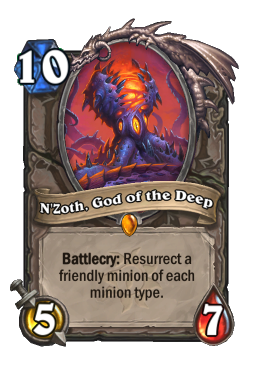 10
N'Zoth, God of the Deep
Battlecry: Resurrect a
friendly minion of each
minion type.
5
7